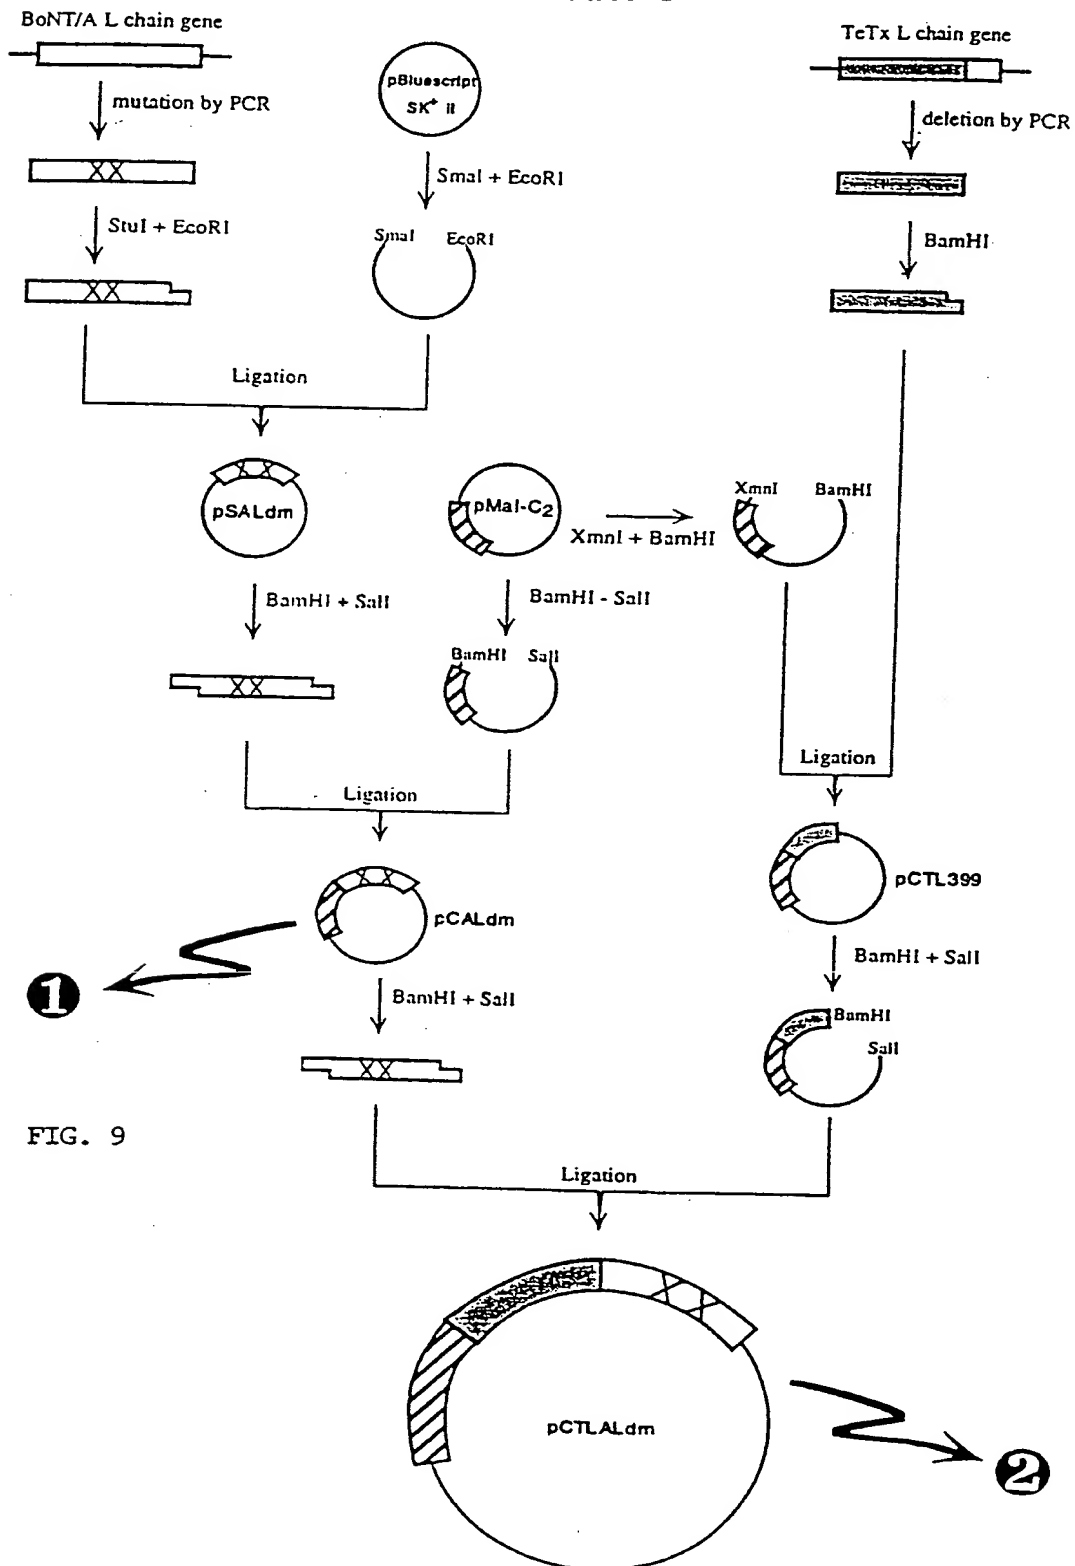 BoNT/A L chain gene
mutation by PCR
StuI + EcoRI
pBluescript
SK+ II
SmaI + EcoRI
SmaI EcoRI
TeTx L chain gene
deletion by PCR
BamHI
Ligation
pSALdm
pMal-C2
XmnI + BamHI
XmnI BamHI
BamHI + SalI
BamHI - SalI
BamHI SalI
Ligation
Ligation
pCALdm
pCTL399
1
BamHI + SalI
BamHI + SalI
BamHI
SalI
FIG. 9
Ligation
pCTLALdm
2